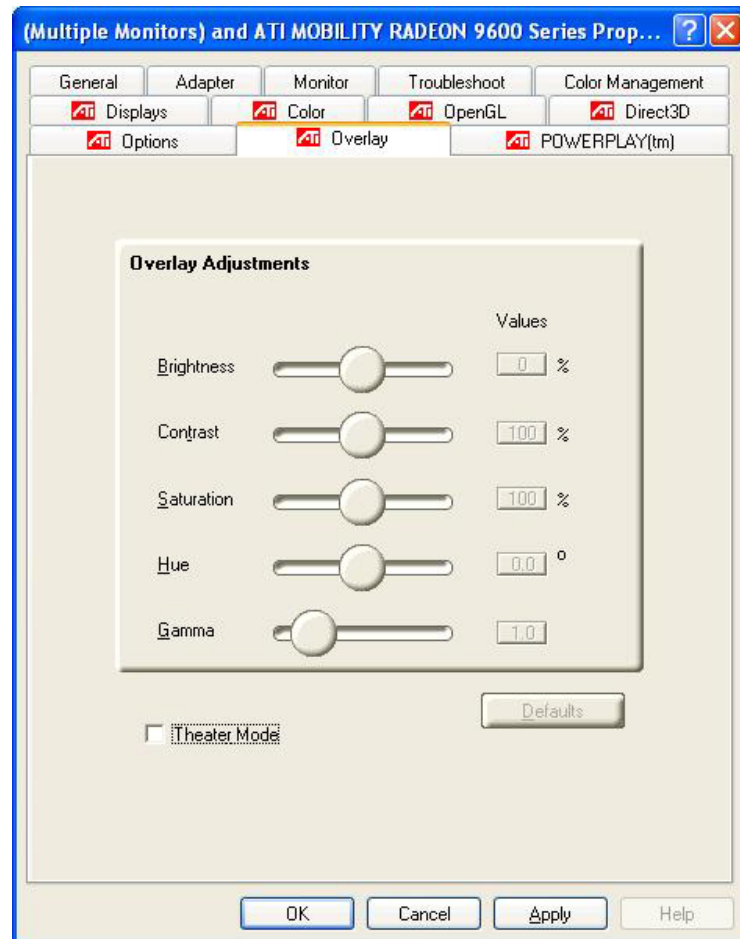 (Multiple Monitors) and ATI MOBILITY RADEON 9600 Series Prop...
General Adapter Monitor Troubleshoot Color Management
ATI Displays ATI Color ATI OpenGL ATI Direct3D
ATI Options ATI Overlay ATI POWERPLAY(tm)
Overlay Adjustments
Values
Brightness 0 %
Contrast 100 %
Saturation 100 %
Hue 0.0 °
Gamma 1.0
Defaults
Theater Mode
OK Cancel Apply Help